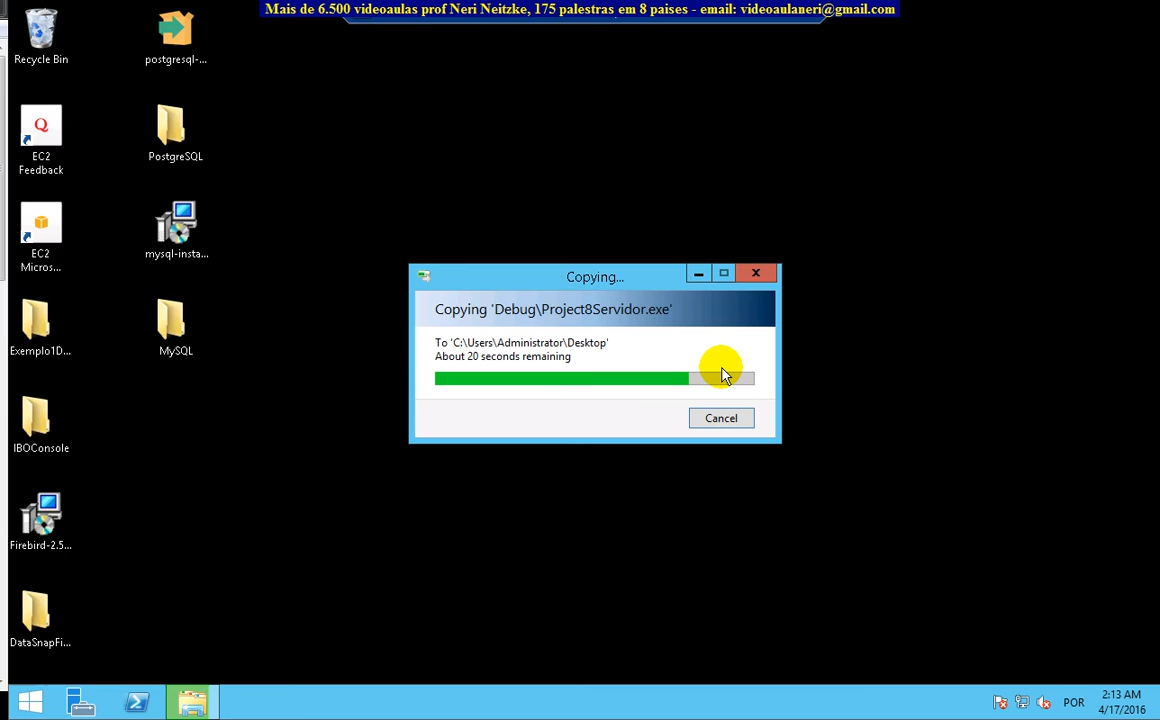 Mais de 6.500 videoaulas prof Neri Neitzke, 175 palestras em 8 paises - email: videoaulaneri@gmail.com
Recycle Bin
postgresql-...
EC2
Feedback
PostgreSQL
EC2
Micros...
mysql-insta...
Exemplo1D...
MySQL
IBOConsole
Firebird-2.5...
DataSnapFi...
Copying...
Copying 'Debug\Project8Servidor.exe'
To 'C:\Users\Administrator\Desktop'
About 20 seconds remaining
Cancel
POR
2:13 AM
4/17/2016